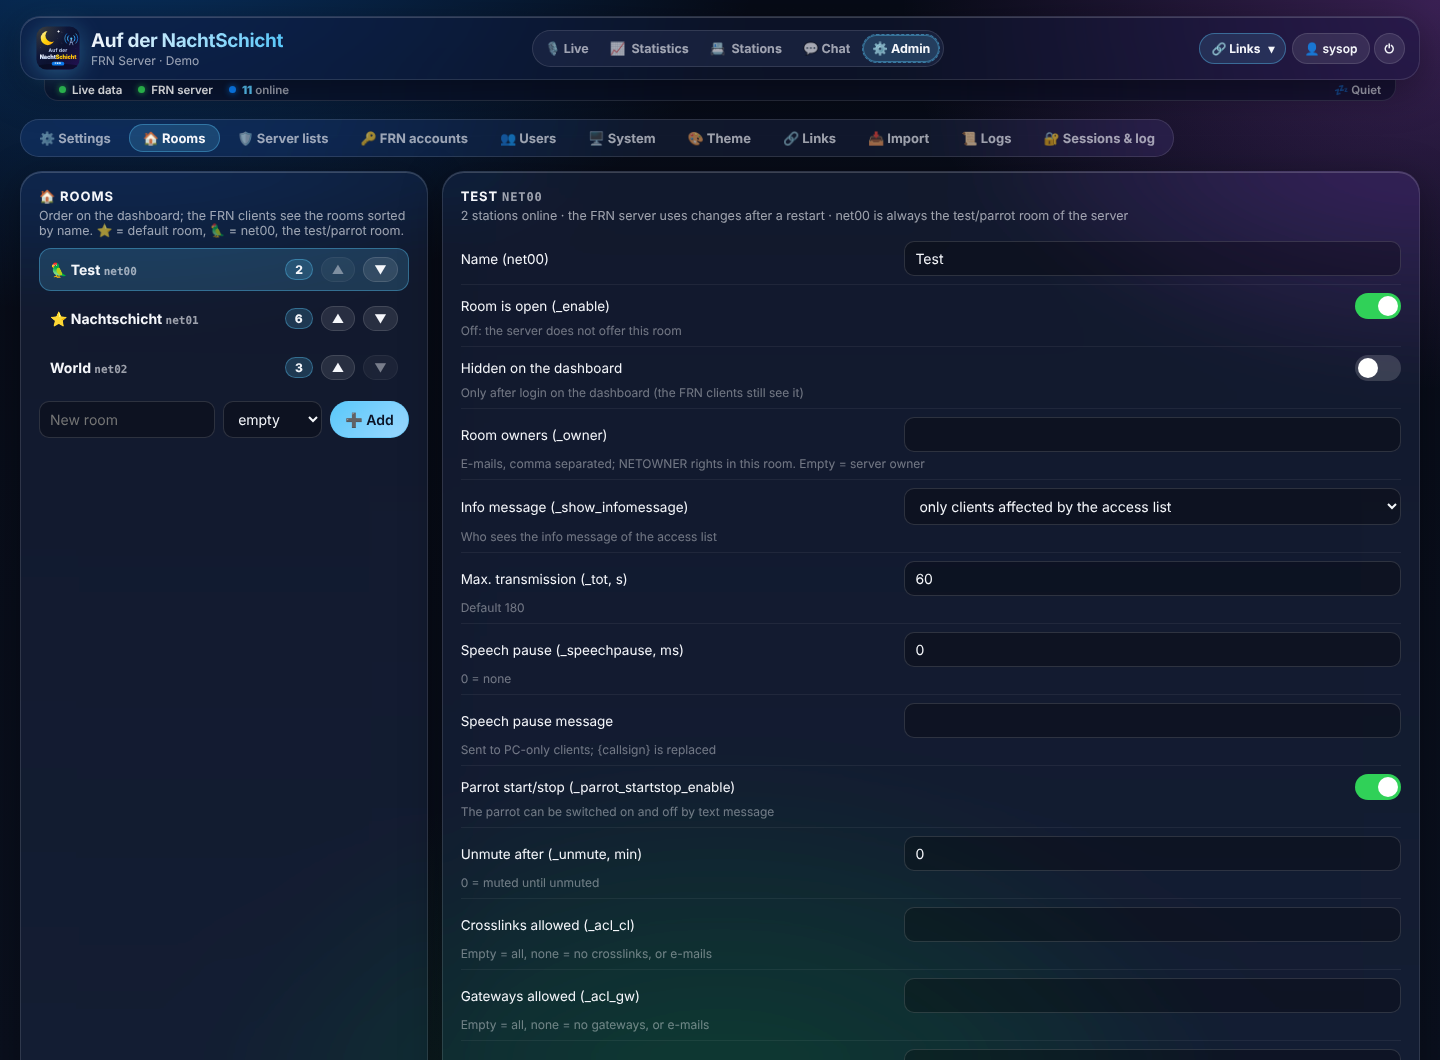 Auf der NachtSchicht
FRN Server · Demo
🎙️ Live
📈 Statistics
📇 Stations
💬 Chat
⚙️ Admin
🔗 Links ▾
👤 sysop
⏻
Live data
FRN server
11 online
💤 Quiet
⚙️ Settings
🏠 Rooms
🛡️ Server lists
🔑 FRN accounts
👥 Users
🖥️ System
🎨 Theme
🔗 Links
📥 Import
📜 Logs
🔐 Sessions & log
🏠 ROOMS
Order on the dashboard; the FRN clients see the rooms sorted
by name. ⭐ = default room, 🦜 = net00, the test/parrot room.
🦜 Test net00 2 ▲ ▼
⭐ Nachtschicht net01 6 ▲ ▼
World net02 3 ▲ ▼
New room
empty
➕ Add
TEST NET00
2 stations online · the FRN server uses changes after a restart · net00 is always the test/parrot room of the server
Name (net00) Test
Room is open (_enable)
Off: the server does not offer this room
Hidden on the dashboard
Only after login on the dashboard (the FRN clients still see it)
Room owners (_owner)
E-mails, comma separated; NETOWNER rights in this room. Empty = server owner
Info message (_show_infomessage) only clients affected by the access list
Who sees the info message of the access list
Max. transmission (_tot, s) 60
Default 180
Speech pause (_speechpause, ms) 0
0 = none
Speech pause message
Sent to PC-only clients; {callsign} is replaced
Parrot start/stop (_parrot_startstop_enable)
The parrot can be switched on and off by text message
Unmute after (_unmute, min) 0
0 = muted until unmuted
Crosslinks allowed (_acl_cl)
Empty = all, none = no crosslinks, or e-mails
Gateways allowed (_acl_gw)
Empty = all, none = no gateways, or e-mails